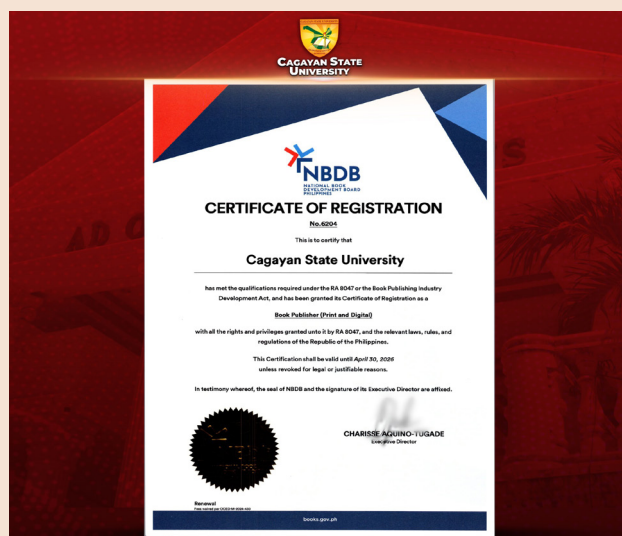 CAGAYAN STATE
UNIVERSITY
AD
NBDB
NATIONAL BOOK
DEVELOPMENT BOARD
PHILIPPINES
CERTIFICATE OF REGISTRATION
No.6204
This is to certify that
Cagayan State University
has met the qualifications required under the RA 8047 or the Book Publishing Industry
Development Act, and has been granted its Certificate of Registration as a
Book Publisher (Print and Digital)
with all the rights and privileges granted unto it by RA 8047, and the relevant laws, rules, and
regulations of the Republic of the Philippines.
This Certification shall be valid until April 30, 2026
unless revoked for legal or justifiable reasons.
In testimony whereof, the seal of NBDB and the signature of its Executive Director are affixed.
CHARISSE AQUINO-TUGADE
Executive Director
Renewal
books.gov.ph